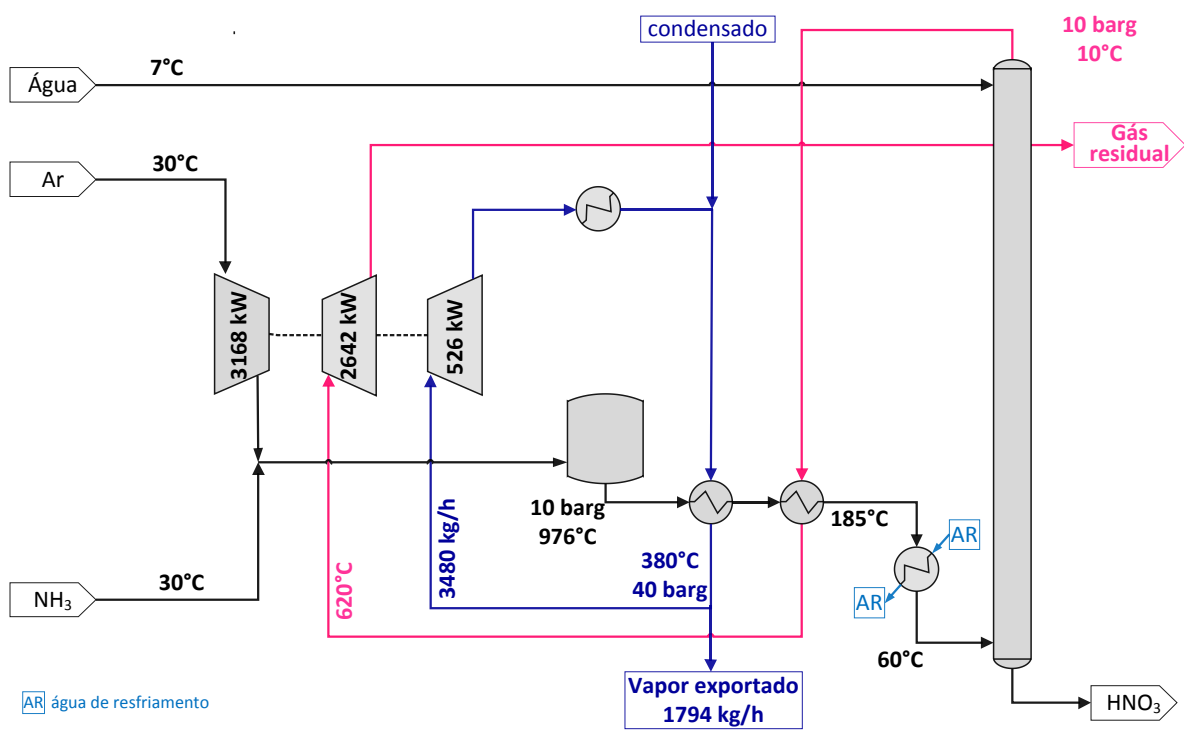 condensado
10 barg
10°C
7°C
Água
Gás
residual
30°C
Ar
3168 kW
2642 kW
526 kW
10 barg
976°C
185°C
AR
380°C
40 barg
3480 kg/h
620°C
30°C
NH₃
AR
60°C
Vapor exportado
1794 kg/h
HNO₃
AR água de resfriamento